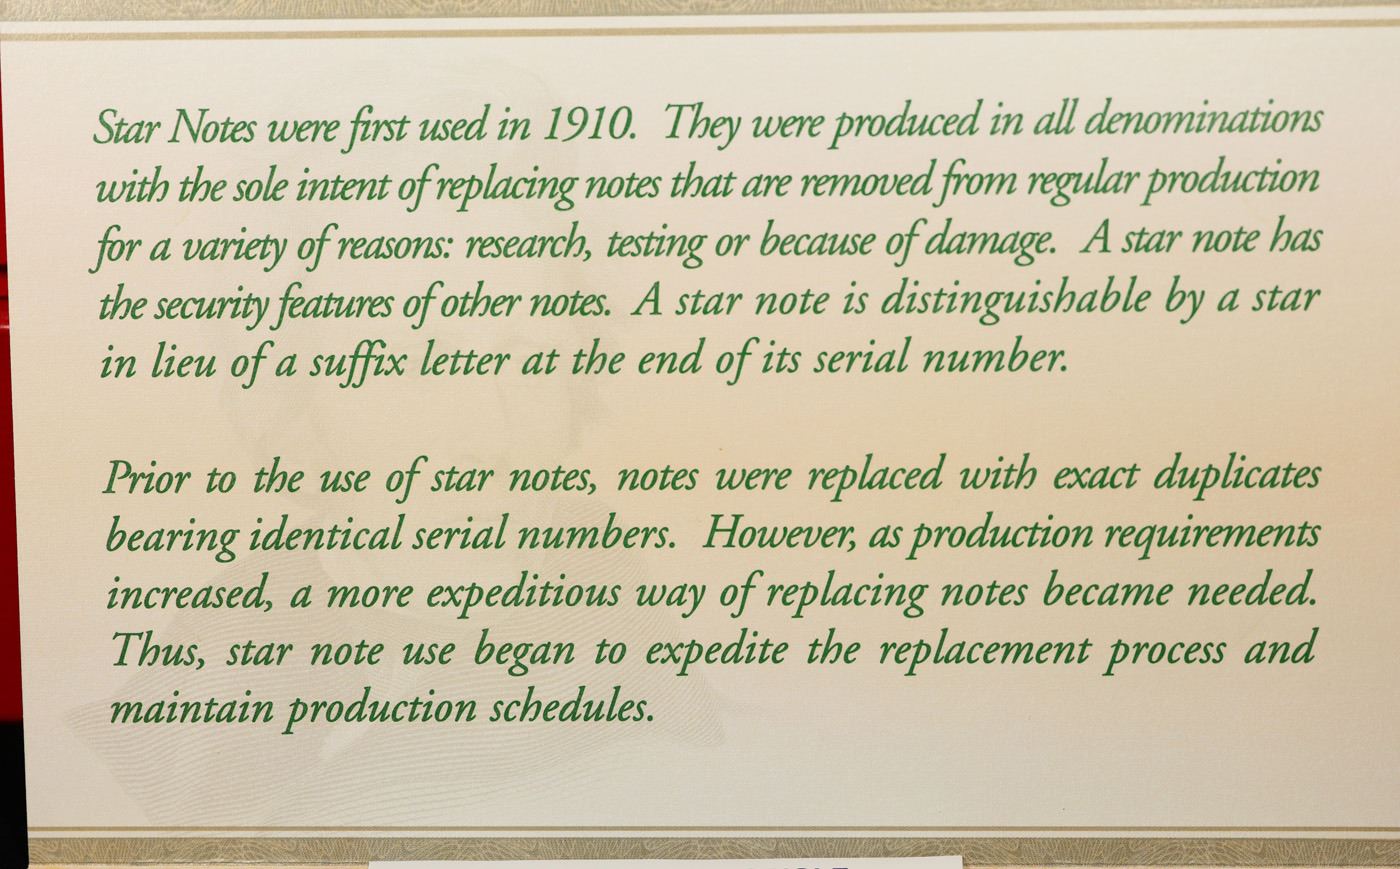 Star Notes were first used in 1910. They were produced in all denominations
with the sole intent of replacing notes that are removed from regular production
for a variety of reasons: research, testing or because of damage. A star note has
the security features of other notes. A star note is distinguishable by a star
in lieu of a suffix letter at the end of its serial number.
Prior to the use of star notes, notes were replaced with exact duplicates
bearing identical serial numbers. However, as production requirements
increased, a more expeditious way of replacing notes became needed.
Thus, star note use began to expedite the replacement process and
maintain production schedules.